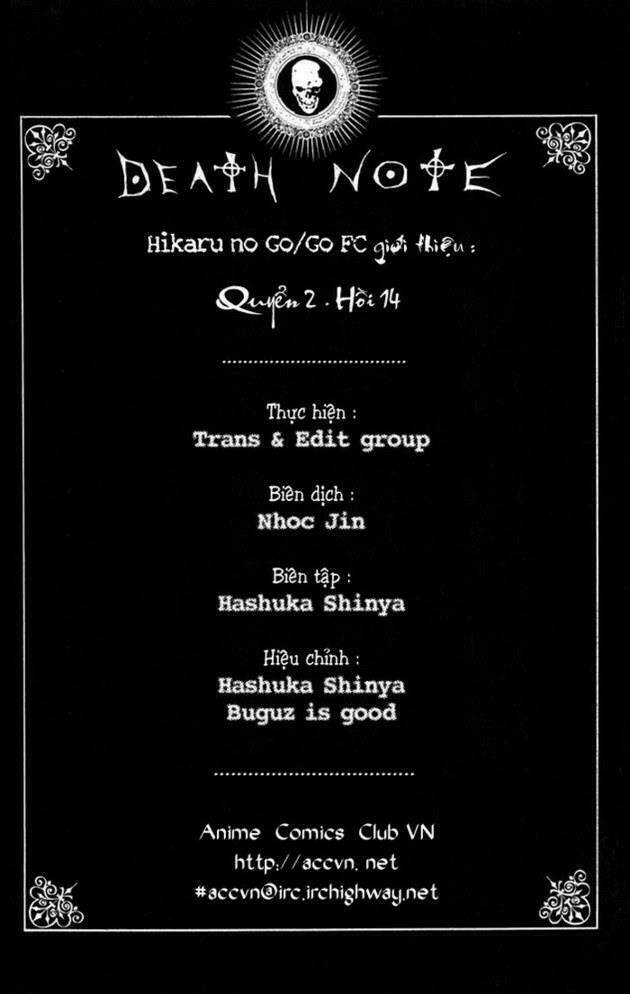 DEATH NOTE
Hikaru no Go/Go FC giới thiệu :
Quyển 2 - Hồi 14
Thực hiện :
Trans & Edit group
Biên dịch :
Nhoc Jin
Biên tập :
Hashuka Shinya
Hiệu chỉnh :
Hashuka Shinya
Buguz is good
Anime Comics Club VN
http://accvn.net
#accvn@irc.irchighway.net